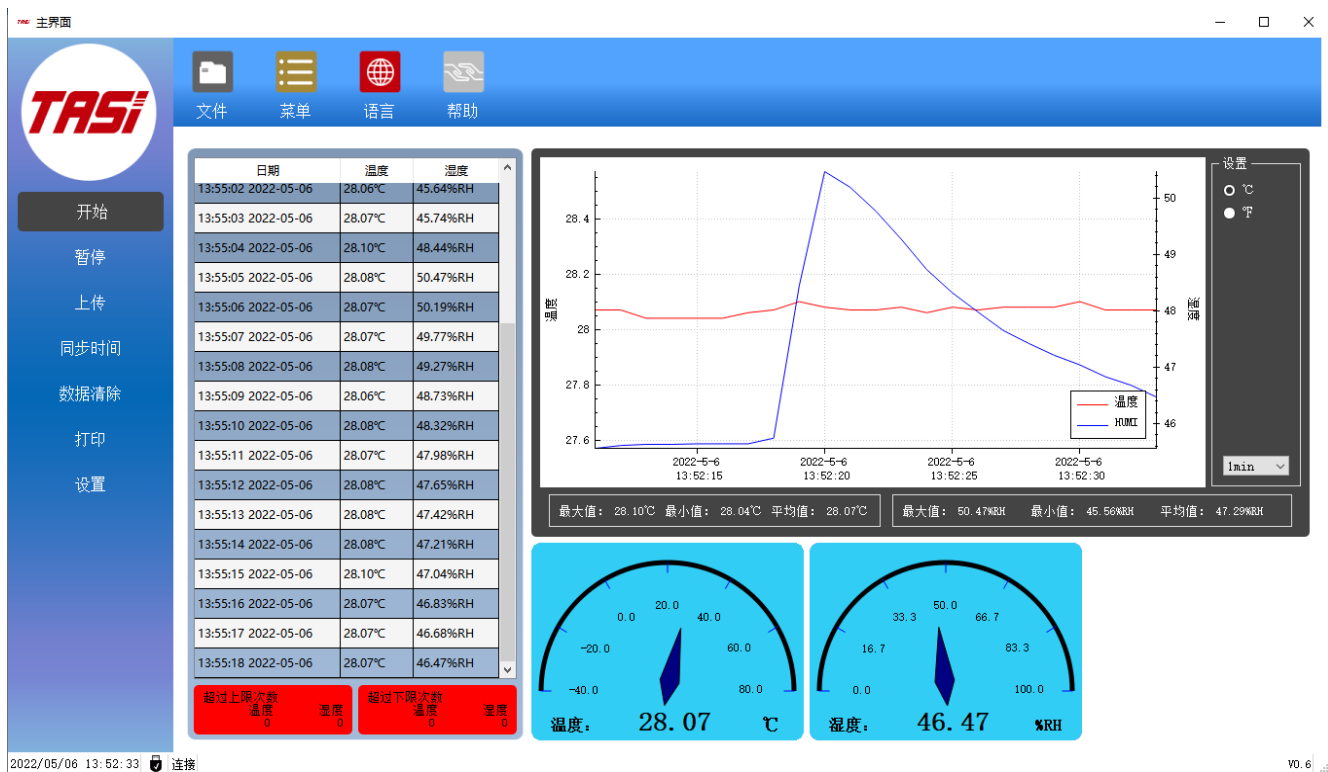 TASI 主界面
TASI
文件 菜单 语言 帮助
开始
暂停
上传
同步时间
数据清除
打印
设置
日期 温度 湿度
13:55:02 2022-05-06 28.06℃ 45.64%RH
13:55:03 2022-05-06 28.07℃ 45.74%RH
13:55:04 2022-05-06 28.10℃ 48.44%RH
13:55:05 2022-05-06 28.08℃ 50.47%RH
13:55:06 2022-05-06 28.07℃ 50.19%RH
13:55:07 2022-05-06 28.07℃ 49.77%RH
13:55:08 2022-05-06 28.08℃ 49.27%RH
13:55:09 2022-05-06 28.06℃ 48.73%RH
13:55:10 2022-05-06 28.08℃ 48.32%RH
13:55:11 2022-05-06 28.07℃ 47.98%RH
13:55:12 2022-05-06 28.08℃ 47.65%RH
13:55:13 2022-05-06 28.08℃ 47.42%RH
13:55:14 2022-05-06 28.08℃ 47.21%RH
13:55:15 2022-05-06 28.10℃ 47.04%RH
13:55:16 2022-05-06 28.07℃ 46.83%RH
13:55:17 2022-05-06 28.07℃ 46.68%RH
13:55:18 2022-05-06 28.07℃ 46.47%RH
超过上限次数
温度 湿度
0 0
超过下限次数
温度 湿度
0 0
温度
28.4
28.2
28
27.8
27.6
50
49
48
47
46
湿度
温度
HUMI
2022-5-6
13:52:15
2022-5-6
13:52:20
2022-5-6
13:52:25
2022-5-6
13:52:30
设置
℃
℉
1min
最大值: 28.10℃ 最小值: 28.04℃ 平均值: 28.07℃
最大值: 50.47%RH 最小值: 45.56%RH 平均值: 47.29%RH
-40.0
-20.0
0.0
20.0
40.0
60.0
80.0
温度: 28.07 ℃
0.0
16.7
33.3
50.0
66.7
83.3
100.0
湿度: 46.47 %RH
2022/05/06 13:52:33 连接
V0.6